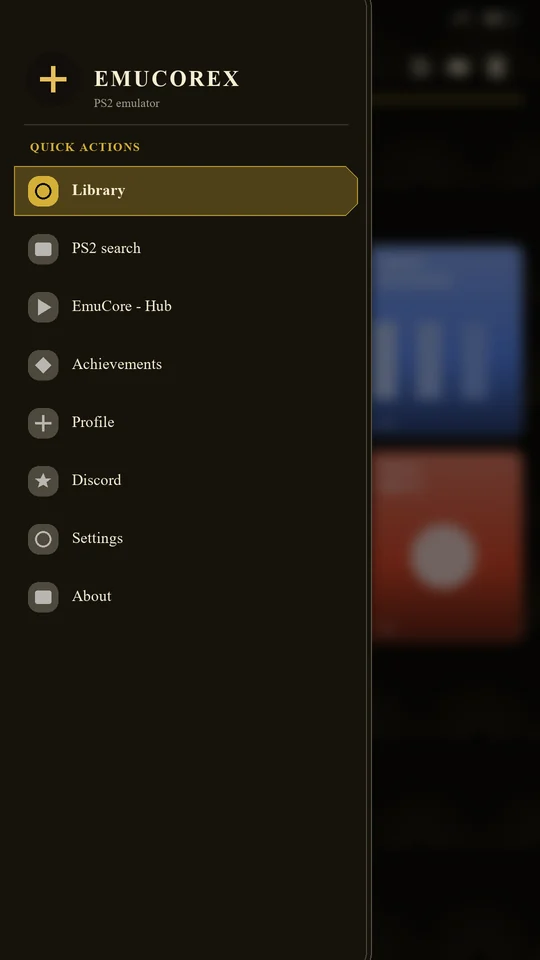 EMUCOREX
PS2 emulator
QUICK ACTIONS
Library
PS2 search
EmuCore - Hub
Achievements
Profile
Discord
Settings
About